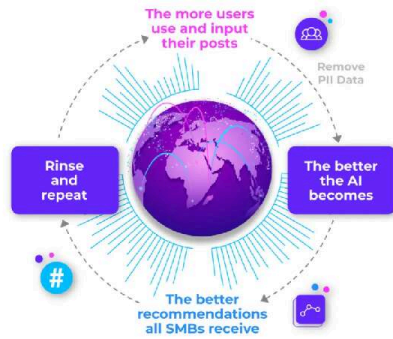 The more users
use and input
their posts
Remove
PII Data
Rinse
and
repeat
The better
the AI
becomes
#
The better
recommendations
all SMBs receive